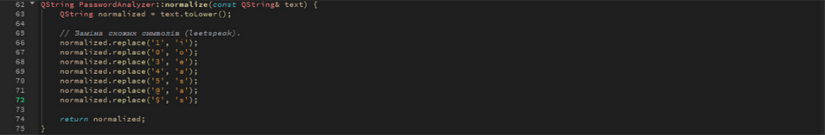 62 QString PasswordAnalyzer::normalize(const QString& text) {
63 QString normalized = text.toLower();
64
65 // Заміна схожих символів (leetspeak).
66 normalized.replace('1', 'i');
67 normalized.replace('0', 'o');
68 normalized.replace('3', 'e');
69 normalized.replace('4', 'a');
70 normalized.replace('5', 's');
71 normalized.replace('@', 'a');
72 normalized.replace('$', 's');
73
74 return normalized;
75 }